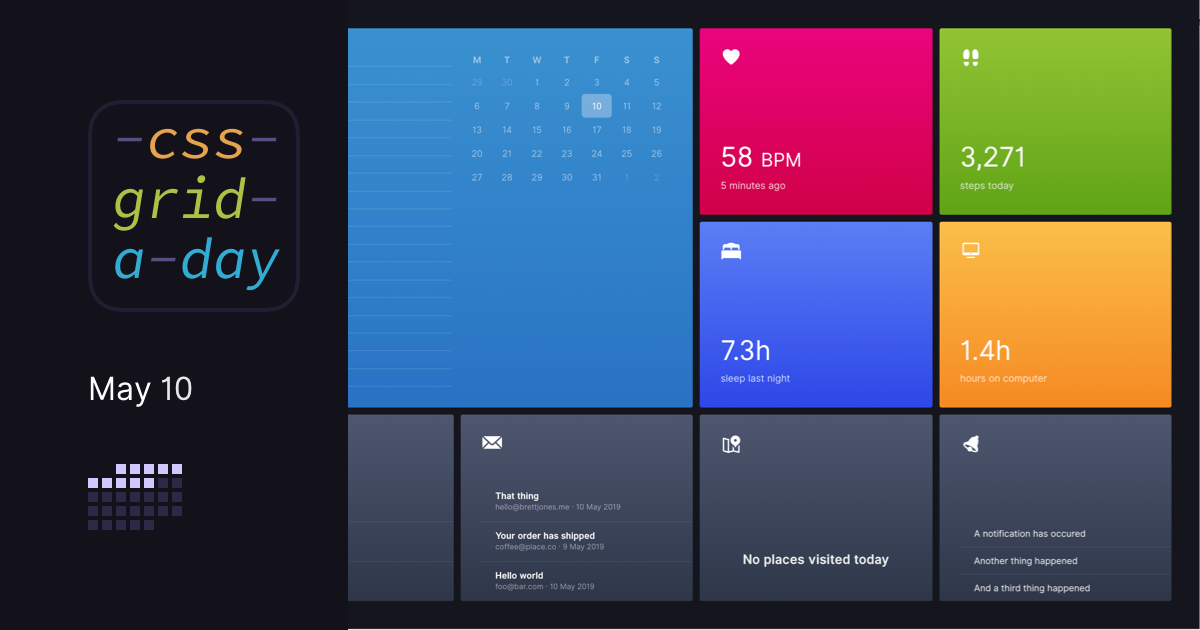 -css-
grid-
a-day
May 10
M T W T F S S
29 30 1 2 3 4 5
6 7 8 9 10 11 12
13 14 15 16 17 18 19
20 21 22 23 24 25 26
27 28 29 30 31 1 2
58 BPM
5 minutes ago
3,271
steps today
7.3h
sleep last night
1.4h
hours on computer
That thing
hello@brettjones.me · 10 May 2019
Your order has shipped
coffee@place.co · 9 May 2019
Hello world
foo@bar.com · 10 May 2019
No places visited today
A notification has occured
Another thing happened
And a third thing happened